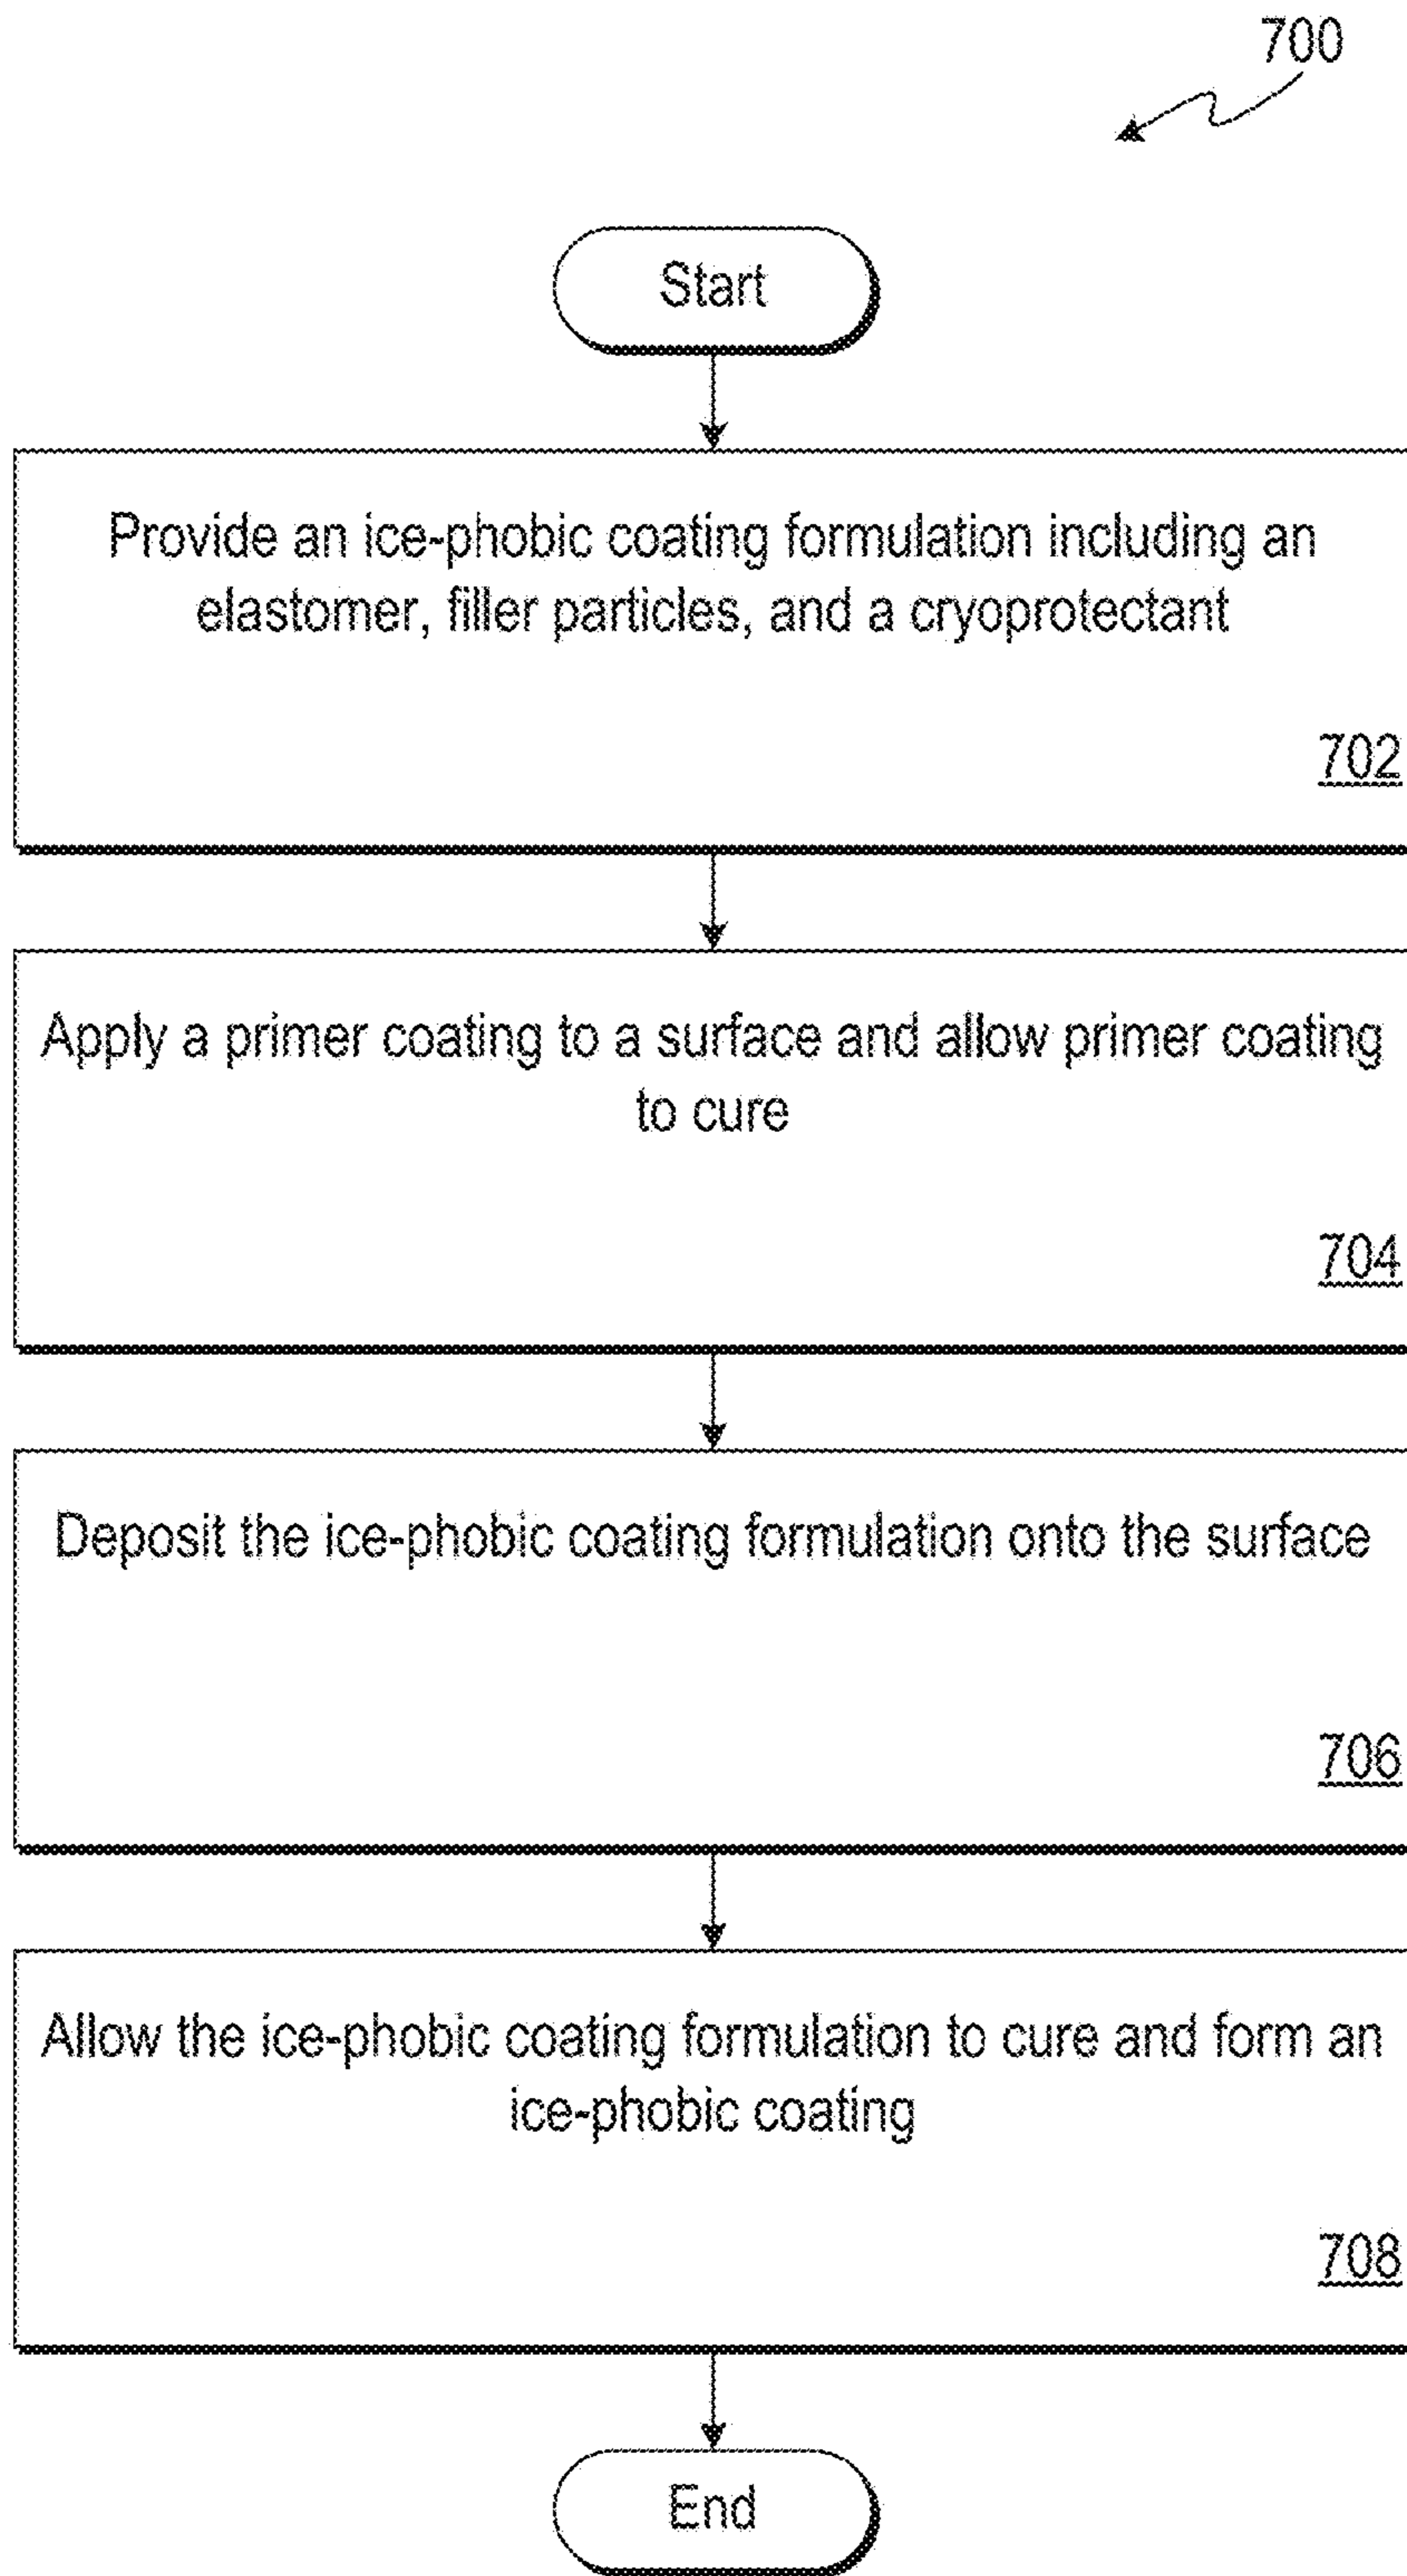 700
Start
Provide an ice-phobic coating formulation including an
elastomer, filler particles, and a cryoprotectant
702
Apply a primer coating to a surface and allow primer coating
to cure
704
Deposit the ice-phobic coating formulation onto the surface
706
Allow the ice-phobic coating formulation to cure and form an
ice-phobic coating
708
End